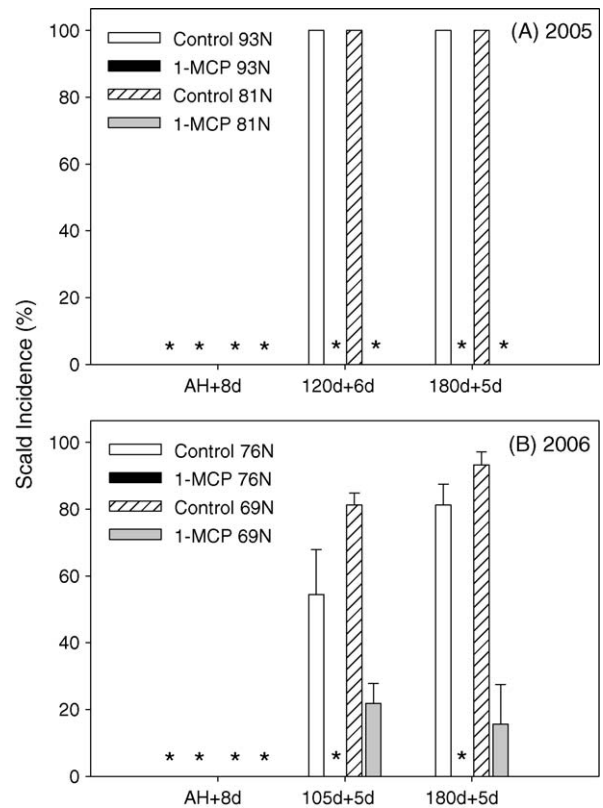 Scald Incidence (%)
(A) 2005
100
80
60
40
20
0
Control 93N
1-MCP 93N
Control 81N
1-MCP 81N
* * * * * * * *
AH+8d 120d+6d 180d+5d
(B) 2006
100
80
60
40
20
0
Control 76N
1-MCP 76N
Control 69N
1-MCP 69N
* * * * * *
AH+8d 105d+5d 180d+5d